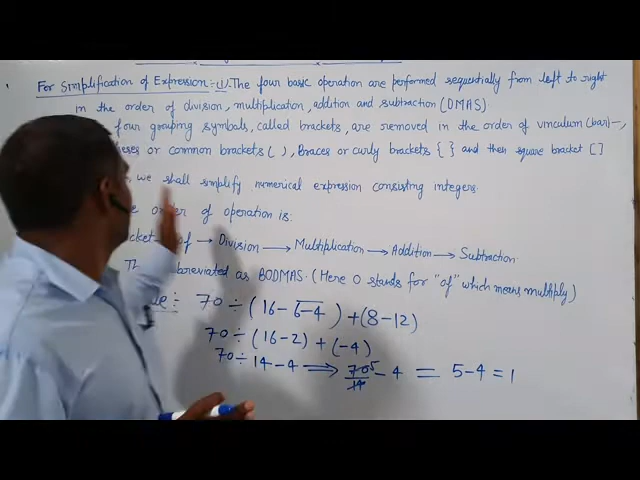 For Simplification of Expression:- (1). The four basic operation are performed sequentially from left to right
in the order of division, multiplication, addition and subtraction (DMAS).
four grouping symbols, called brackets, are removed in the order of vinculum (bar)—,
or common brackets ( ), Braces or curly brackets { } and then square bracket [ ]
we shall simplify numerical expression consisting integers.
order of operation is:
of → Division → Multiplication → Addition → Subtraction
abbreviated as BODMAS. (Here O stands for "of" which means multiply)
70 ÷ ( 16 - 6̅-̅4̅ ) + (8-12)
70 ÷ (16-2) + (-4)
70 ÷ 14 - 4 ⟹ 70⁵/14 - 4 = 5-4 = 1